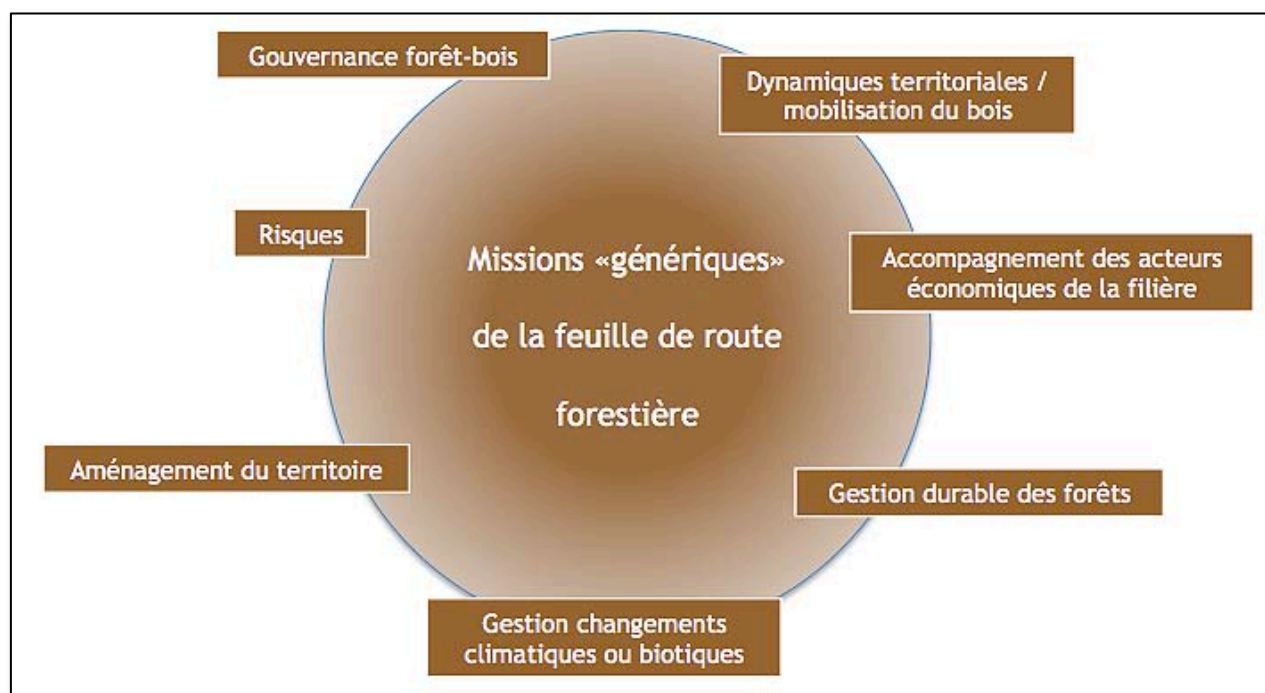 Gouvernance forêt-bois
Dynamiques territoriales /
mobilisation du bois
Risques
Missions «génériques»
de la feuille de route
forestière
Accompagnement des acteurs
économiques de la filière
Aménagement du territoire
Gestion durable des forêts
Gestion changements
climatiques ou biotiques